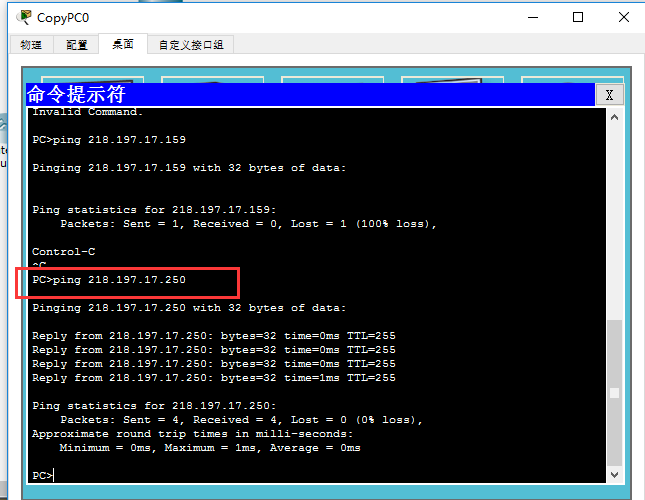 CopyPC0
物理 配置 桌面 自定义接口组
命令提示符 X
Invalid Command.
PC>ping 218.197.17.159
Pinging 218.197.17.159 with 32 bytes of data:
Ping statistics for 218.197.17.159:
Packets: Sent = 1, Received = 0, Lost = 1 (100% loss),
Control-C
^C
PC>ping 218.197.17.250
Pinging 218.197.17.250 with 32 bytes of data:
Reply from 218.197.17.250: bytes=32 time=0ms TTL=255
Reply from 218.197.17.250: bytes=32 time=0ms TTL=255
Reply from 218.197.17.250: bytes=32 time=0ms TTL=255
Reply from 218.197.17.250: bytes=32 time=1ms TTL=255
Ping statistics for 218.197.17.250:
Packets: Sent = 4, Received = 4, Lost = 0 (0% loss),
Approximate round trip times in milli-seconds:
Minimum = 0ms, Maximum = 1ms, Average = 0ms
PC>